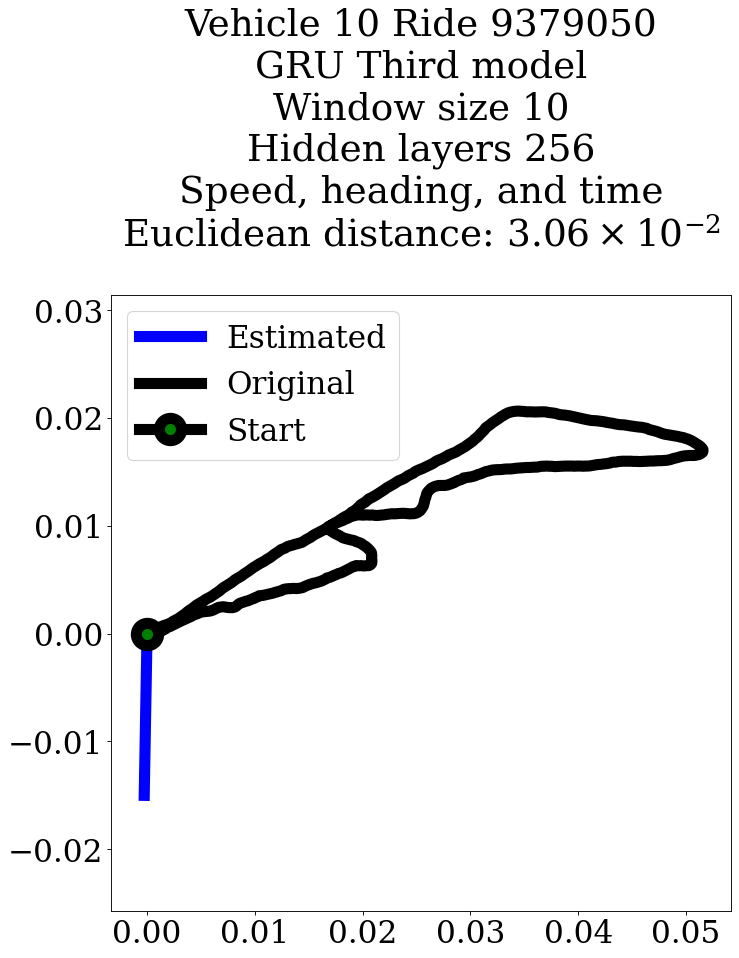 Vehicle 10 Ride 9379050
GRU Third model
Window size 10
Hidden layers 256
Speed, heading, and time
Euclidean distance: 3.06 × 10⁻²
Estimated
Original
Start
0.03
0.02
0.01
0.00
−0.01
−0.02
0.00 0.01 0.02 0.03 0.04 0.05